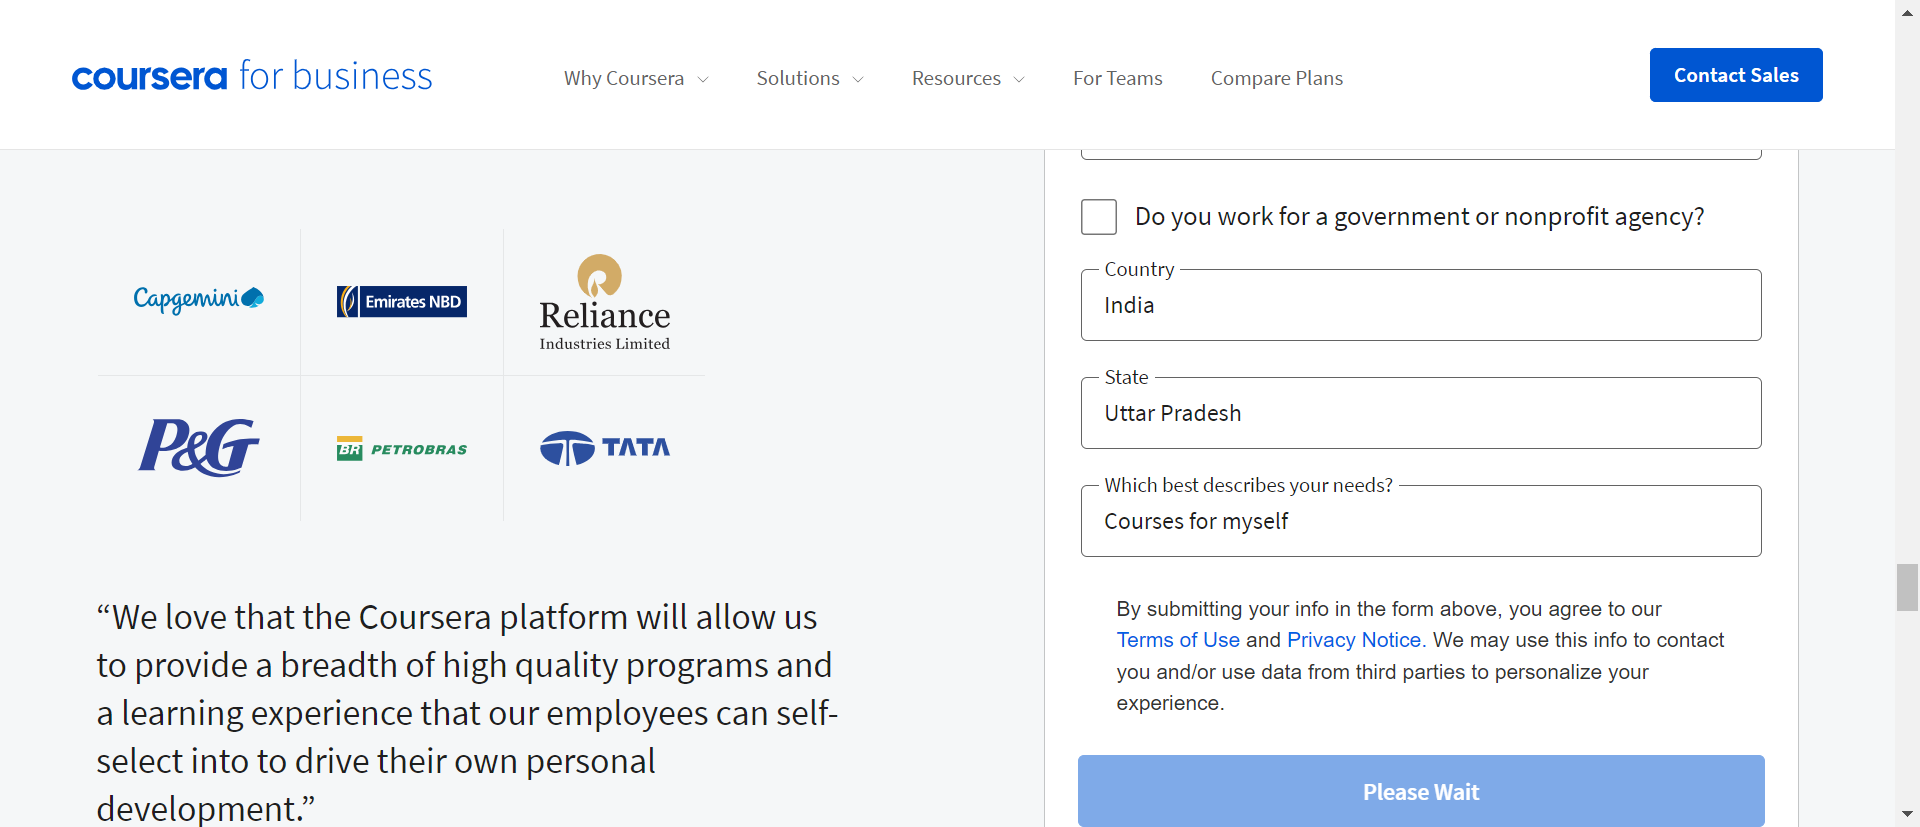 coursera for business
Why Coursera
Solutions
Resources
For Teams
Compare Plans
Contact Sales
Capgemini
Emirates NBD
Reliance
Industries Limited
P&G
BR PETROBRAS
TATA
“We love that the Coursera platform will allow us
to provide a breadth of high quality programs and
a learning experience that our employees can self-
select into to drive their own personal
development.”
Do you work for a government or nonprofit agency?
Country
India
State
Uttar Pradesh
Which best describes your needs?
Courses for myself
By submitting your info in the form above, you agree to our
Terms of Use and Privacy Notice. We may use this info to contact
you and/or use data from third parties to personalize your
experience.
Please Wait